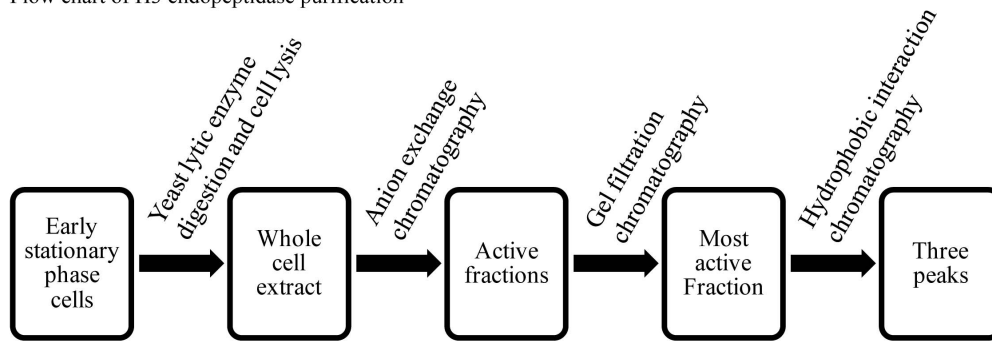 Flow chart of H3 endopeptidase purification
Early
stationary
phase
cells
Yeast lytic enzyme
digestion and cell lysis
Whole
cell
extract
Anion exchange
chromatography
Active
fractions
Gel filtration
chromatography
Most
active
Fraction
Hydrophobic interaction
chromatography
Three
peaks